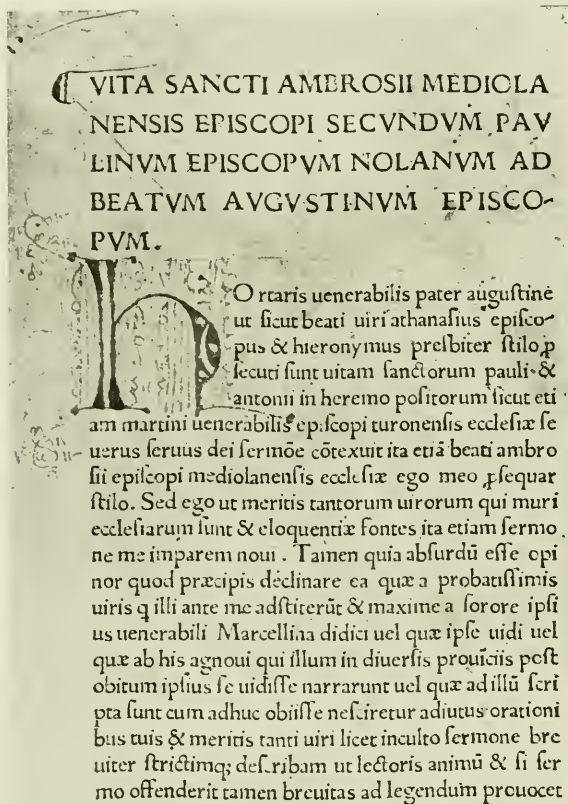 VITA SANCTI AMBROSII MEDIOLA
NENSIS EPISCOPI SECVNDVM PAV
LINVM EPISCOPVM NOLANVM AD
BEATVM AVGVSTINVM EPISCO-
PVM.
HO rtaris uenerabilis pater auguſtine
ut ſicut beati uiri athanaſius epiſco-
pus & hieronymus preſbiter ſtilo ꝓ
ſecuti ſunt uitam ſanctorum pauli &
antonii in heremo poſitorum ſicut eti
am martini uenerabilis epiſcopi turonenſis eccleſiæ ſe
uerus ſeruus dei ſermōe cōtexuit ita etiā beati ambro
ſii epiſcopi mediolanenſis eccleſiæ ego meo ꝓſequar
ſtilo. Sed ego ut meritis tantorum uirorum qui muri
eccleſiarum ſunt & eloquentiæ fontes ita etiam ſermo
ne me imparem noui. Tamen quia abſurdū eſſe opi
nor quod præcipis declinare ea quæ a probatiſſimis
uiris q illi ante me adſtiterūt & maxime a ſorore ipſi
us uenerabili Marcellina didici uel quæ ipſe uidi uel
quæ ab his agnoui qui illum in diuerſis prouīciis poſt
obitum ipſius ſe uidiſſe narrarunt uel quæ ad illū ſcri
pta ſunt cum adhuc obiiſſe neſciretur adiutus orationi
bus tuis & meritis tanti uiri licet inculto ſermone bre
uiter ſtrictimq; deſcribam ut lectoris animū & ſi ſer
mo offenderit tamen breuitas ad legendum prouocet